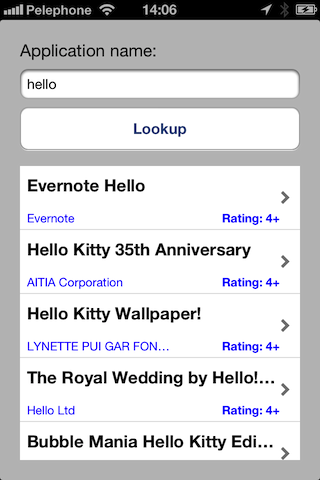 Pelephone 14:06
Application name:
hello
Lookup
Evernote Hello
Evernote Rating: 4+
Hello Kitty 35th Anniversary
AITIA Corporation Rating: 4+
Hello Kitty Wallpaper!
LYNETTE PUI GAR FON... Rating: 4+
The Royal Wedding by Hello!...
Hello Ltd Rating: 4+
Bubble Mania Hello Kitty Edi...